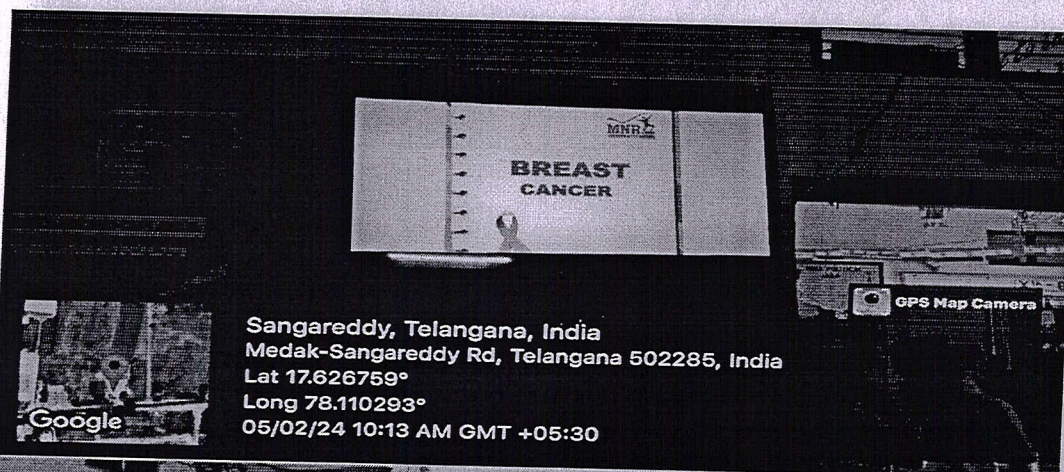 MNR
BREAST
CANCER
GPS Map Camera
Sangareddy, Telangana, India
Medak-Sangareddy Rd, Telangana 502285, India
Lat 17.626759°
Long 78.110293°
05/02/24 10:13 AM GMT +05:30
Google